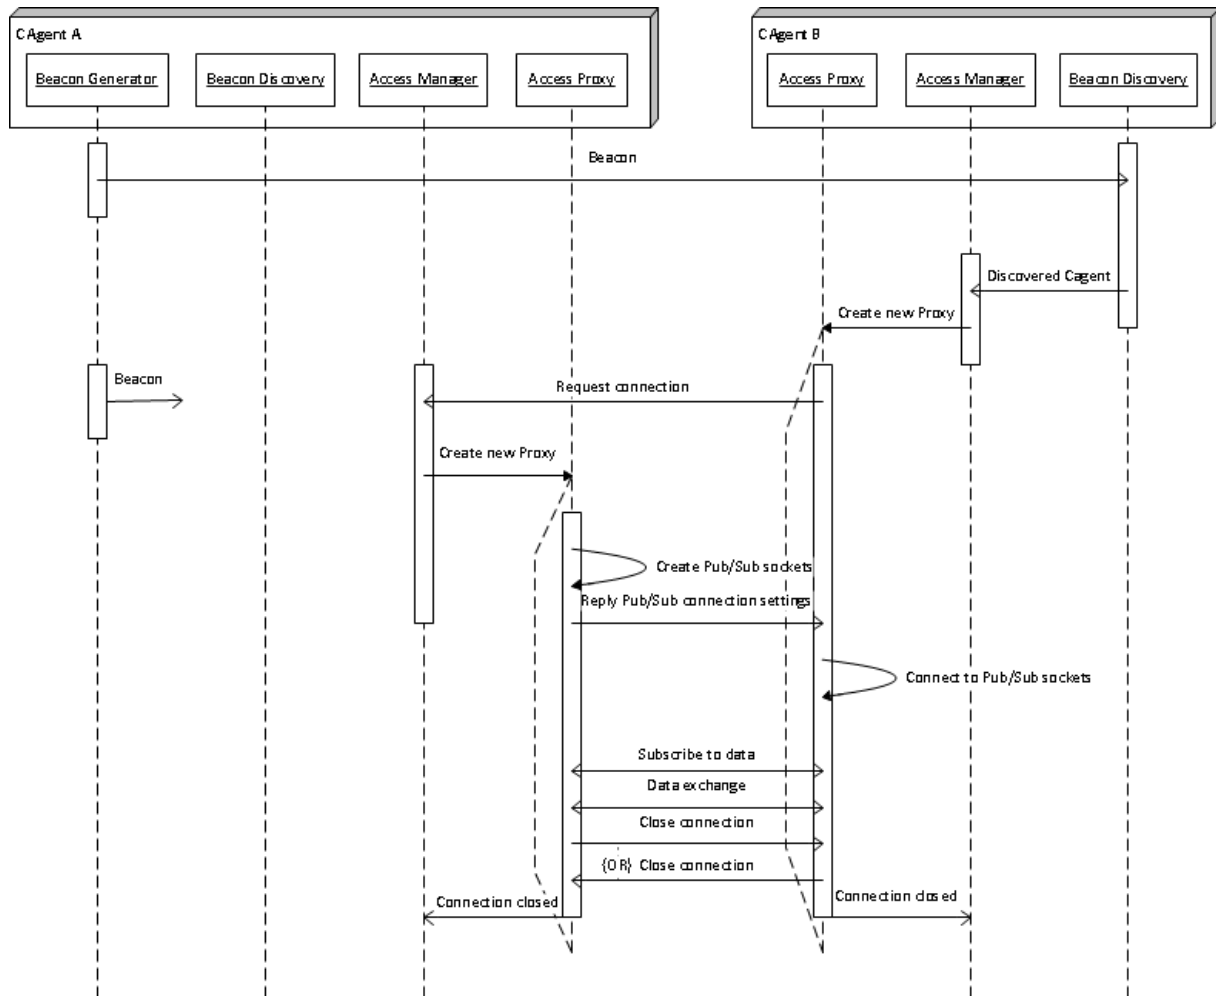 CAgent A
CAgent B
Beacon Generator
Beacon Discovery
Access Manager
Access Proxy
Access Proxy
Access Manager
Beacon Discovery
Beacon
Discovered Cagent
Create new Proxy
Beacon
Request connection
Create new Proxy
Create Pub/Sub sockets
Reply Pub/Sub connection settings
Connect to Pub/Sub sockets
Subscribe to data
Data exchange
Close connection
{OR} Close connection
Connection closed
Connection closed